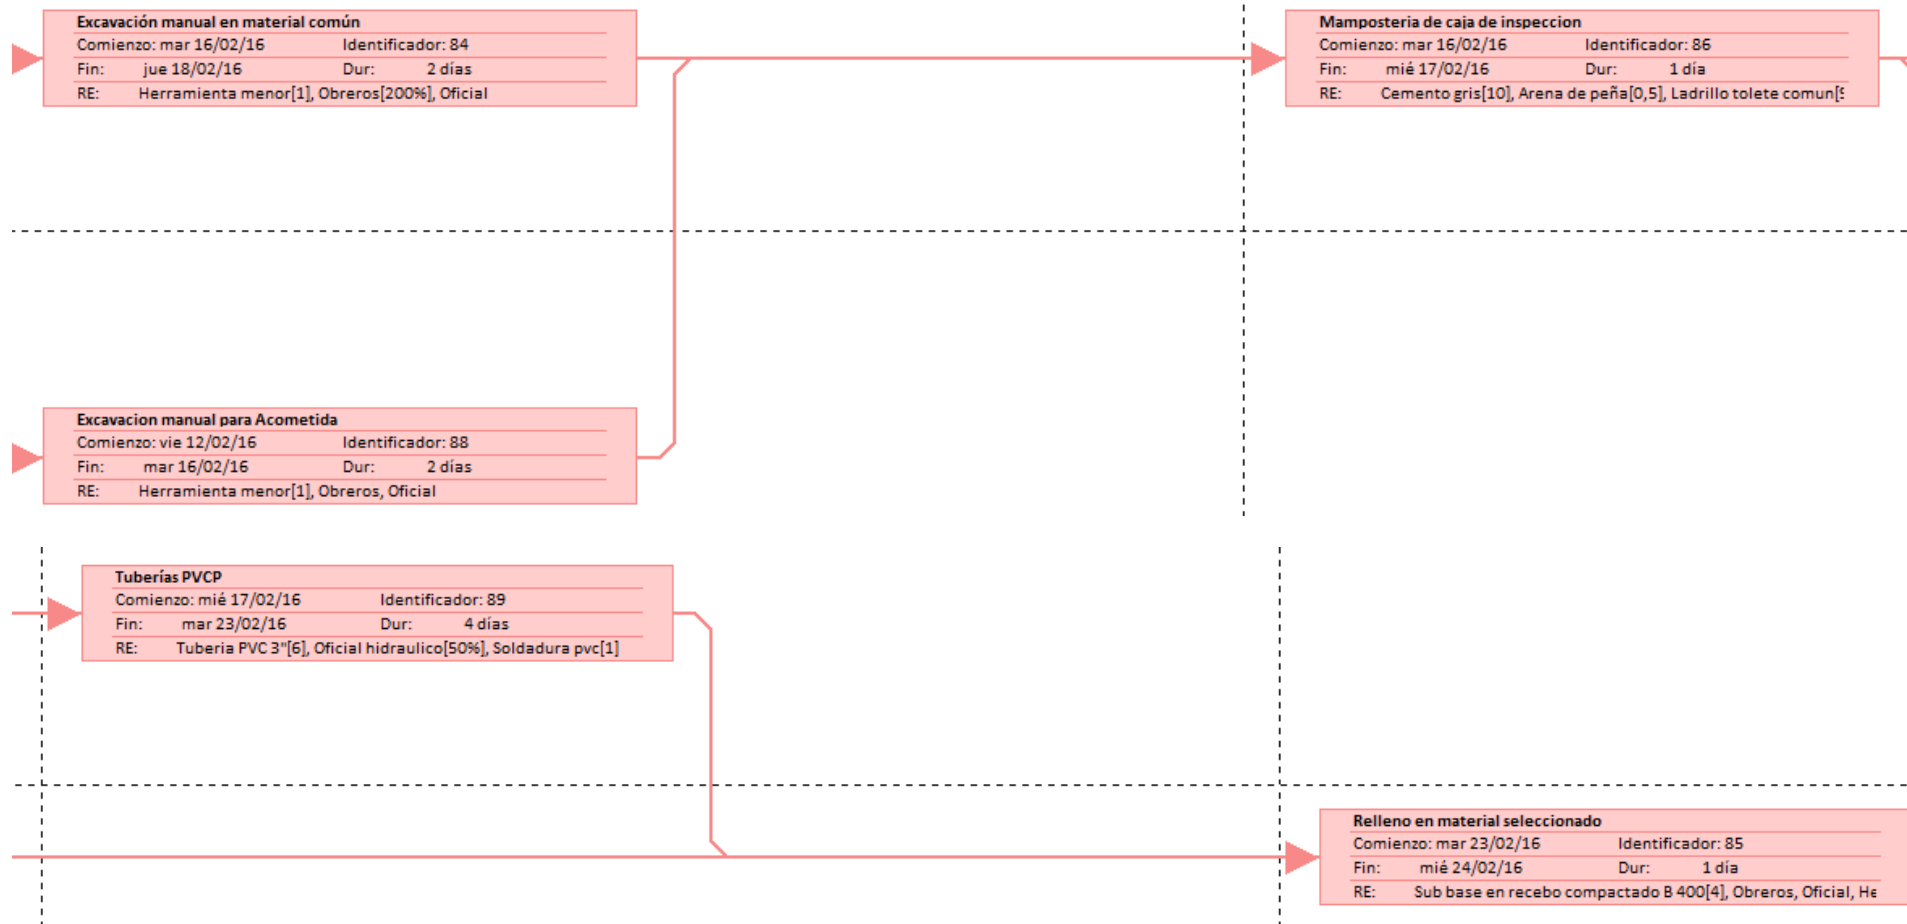 Excavación manual en material común
Comienzo: mar 16/02/16 Identificador: 84
Fin: jue 18/02/16 Dur: 2 días
RE: Herramienta menor[1], Obreros[200%], Oficial
Mamposteria de caja de inspeccion
Comienzo: mar 16/02/16 Identificador: 86
Fin: mié 17/02/16 Dur: 1 día
RE: Cemento gris[10], Arena de peña[0,5], Ladrillo tolete comun[
Excavacion manual para Acometida
Comienzo: vie 12/02/16 Identificador: 88
Fin: mar 16/02/16 Dur: 2 días
RE: Herramienta menor[1], Obreros, Oficial
Tuberías PVCP
Comienzo: mié 17/02/16 Identificador: 89
Fin: mar 23/02/16 Dur: 4 días
RE: Tuberia PVC 3"[6], Oficial hidraulico[50%], Soldadura pvc[1]
Relleno en material seleccionado
Comienzo: mar 23/02/16 Identificador: 85
Fin: mié 24/02/16 Dur: 1 día
RE: Sub base en recebo compactado B 400[4], Obreros, Oficial, He